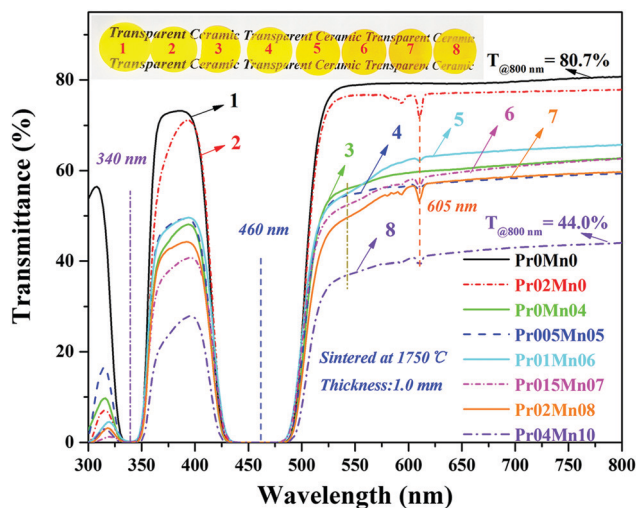 Transparent Ceramic Transparent Ceramic
1 2 3 4 5 6 7 8
Transparent Ceramic Transparent Ceramic Transparent Ceramic
Transmittance (%)
80
60
40
20
0
T@800 nm = 80.7%
1
2
340 nm
460 nm
3
4
5
6
7
605 nm
8
T@800 nm = 44.0%
Pr0Mn0
Pr02Mn0
Pr0Mn04
Pr005Mn05
Pr01Mn06
Pr015Mn07
Pr02Mn08
Pr04Mn10
Sintered at 1750℃
Thickness:1.0 mm
300 350 400 450 500 550 600 650 700 750 800
Wavelength (nm)